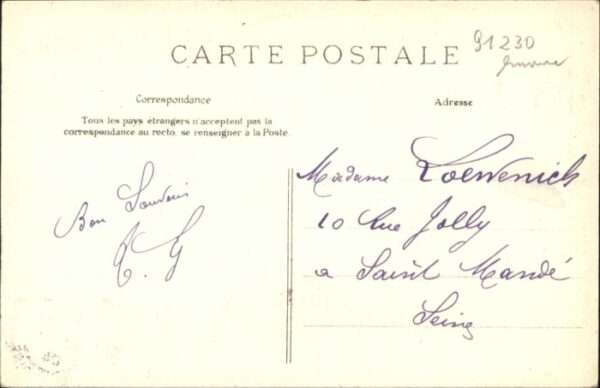 CARTE POSTALE
91230
Correspondance
Adresse
Tous les pays étrangers n'acceptent pas la
correspondance au recto, se renseigner à la Poste.
Bon Souvenir
G
Madame Loewenich
10 Rue Jolly
a Saint Mandé
Seine